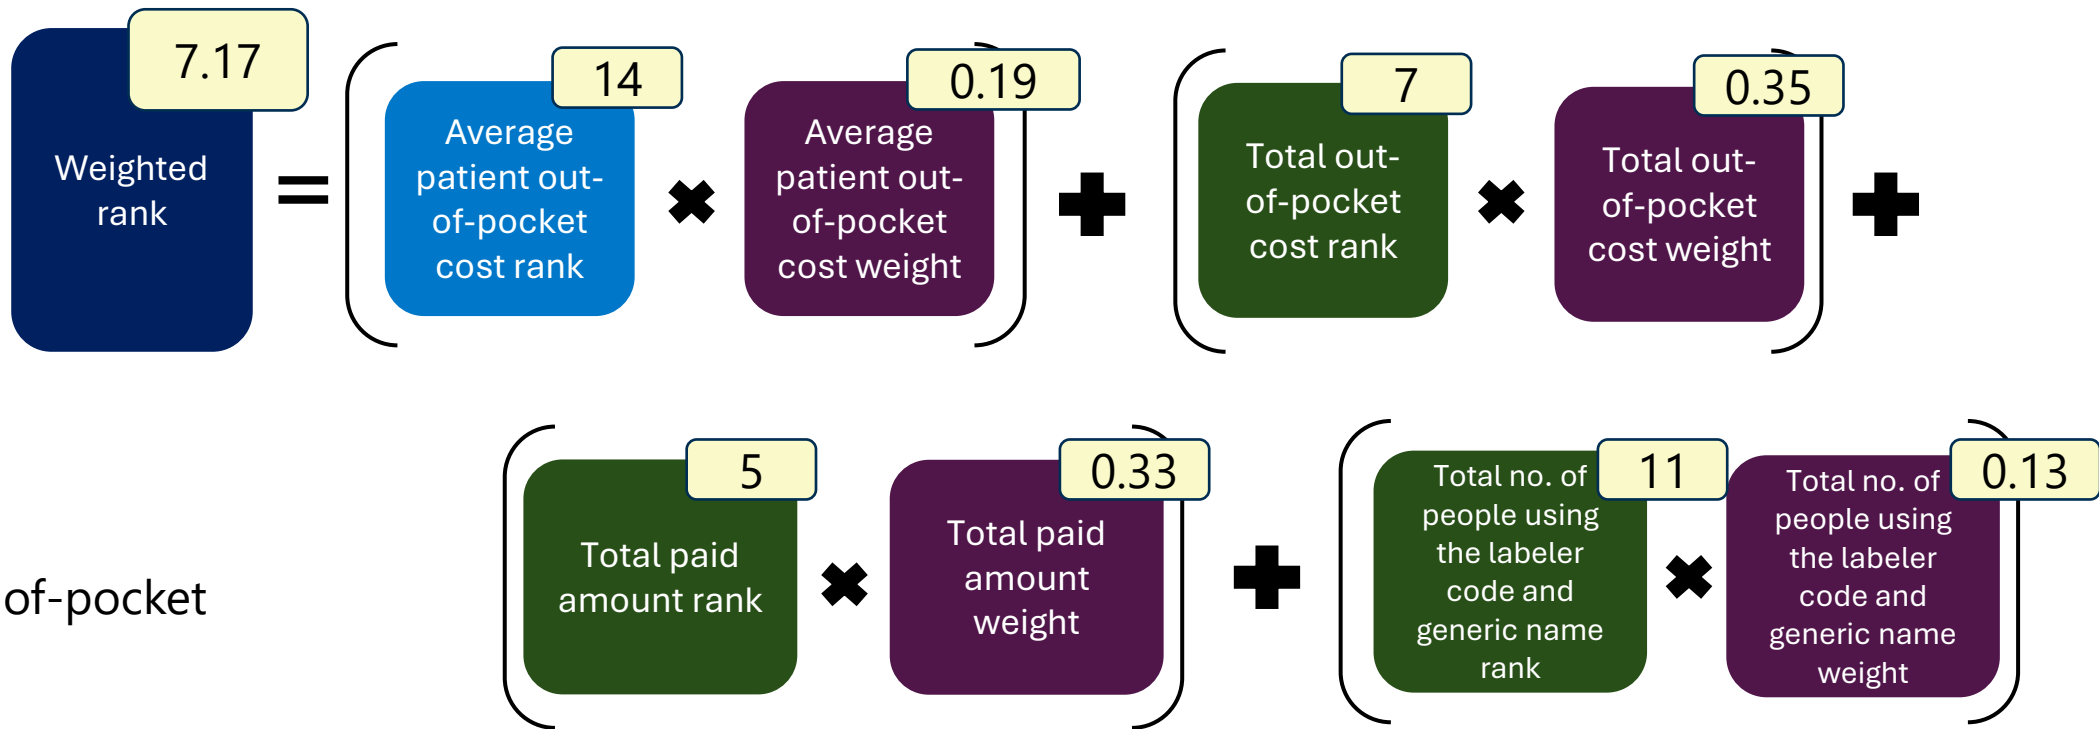 7.17
Weighted
rank
=
14
Average
patient out-
of-pocket
cost rank
0.19
Average
patient out-
of-pocket
cost weight
7
Total out-
of-pocket
cost rank
0.35
Total out-
of-pocket
cost weight
5
Total paid
amount rank
0.33
Total paid
amount
weight
11
Total no. of
people using
the labeler
code and
generic name
rank
0.13
Total no. of
people using
the labeler
code and
generic name
weight
of-pocket